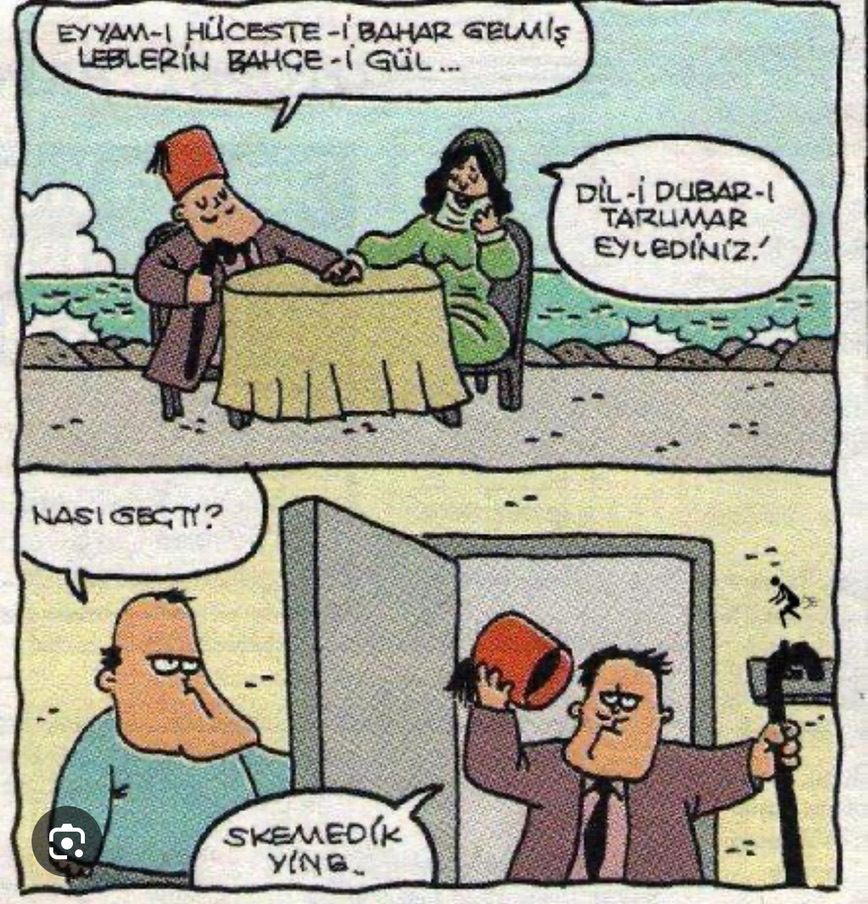 EYYAM-I HÜCESTE-İ BAHAR GELMİŞ
LEBLERİN BAHÇE-İ GÜL...
DİL-İ DUBAR-I
TARUMAR
EYLEDİNİZ!
NASI GEÇTİ?
SKEMEDİK
YİNE..